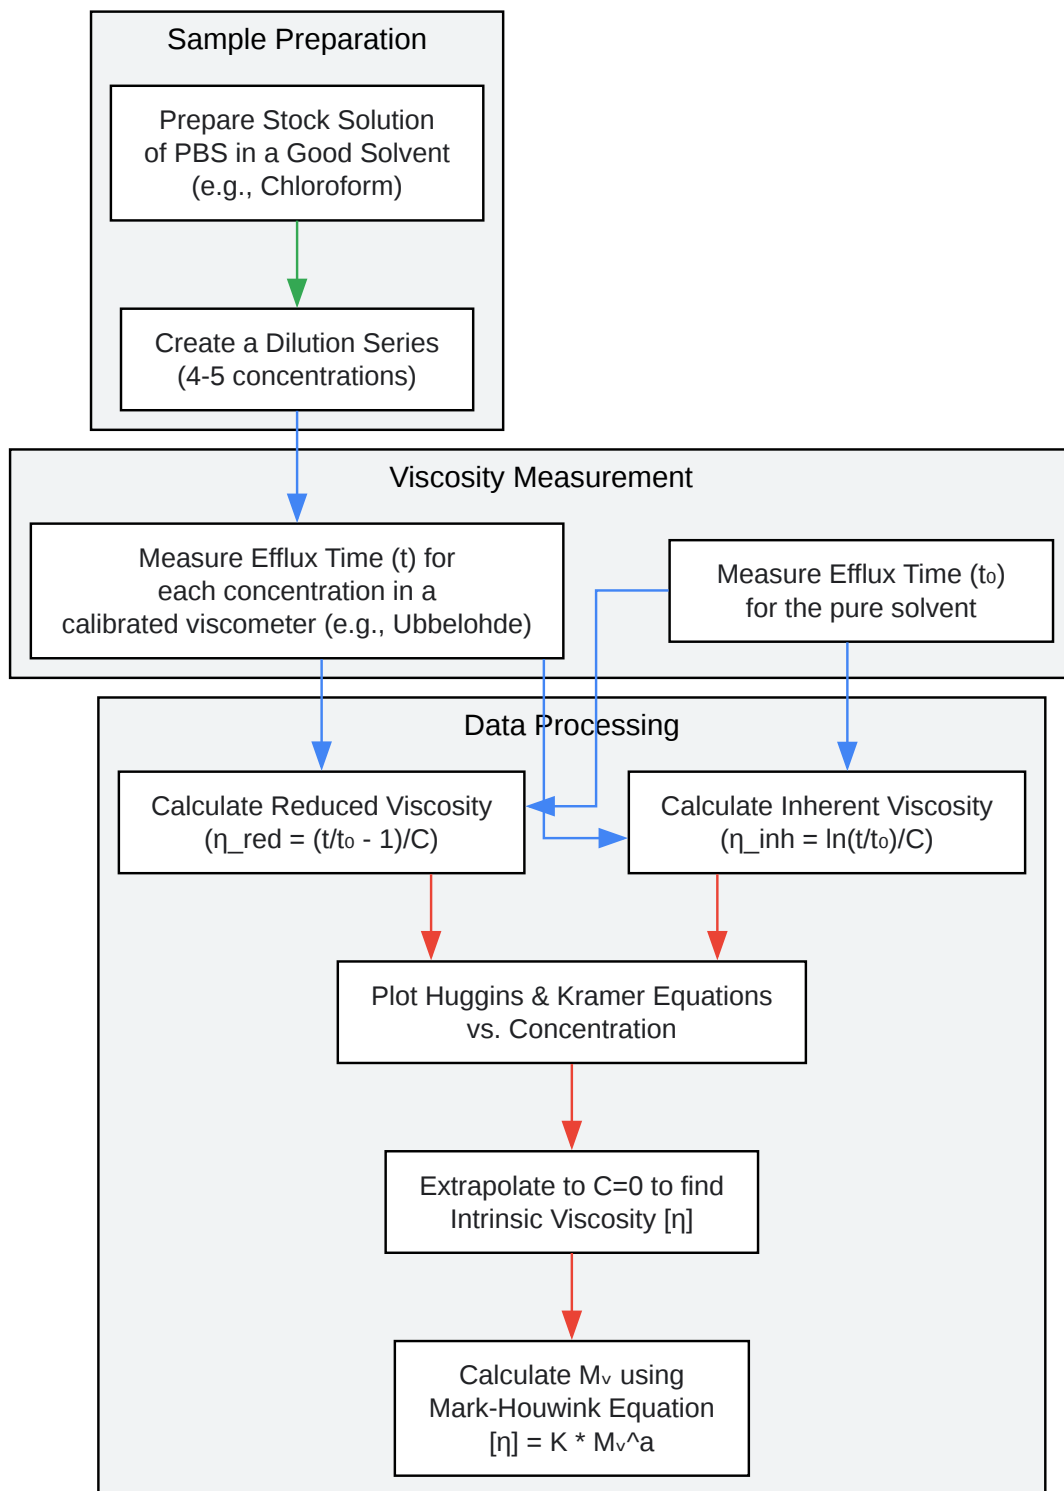 Sample Preparation
Prepare Stock Solution
of PBS in a Good Solvent
(e.g., Chloroform)
Create a Dilution Series
(4-5 concentrations)
Viscosity Measurement
Measure Efflux Time (t) for
each concentration in a
calibrated viscometer (e.g., Ubbelohde)
Measure Efflux Time (t₀)
for the pure solvent
Data Processing
Calculate Reduced Viscosity
(η_red = (t/t₀ - 1)/C)
Calculate Inherent Viscosity
(η_inh = ln(t/t₀)/C)
Plot Huggins & Kramer Equations
vs. Concentration
Extrapolate to C=0 to find
Intrinsic Viscosity [η]
Calculate Mᵥ using
Mark-Houwink Equation
[η] = K * Mᵥ^a